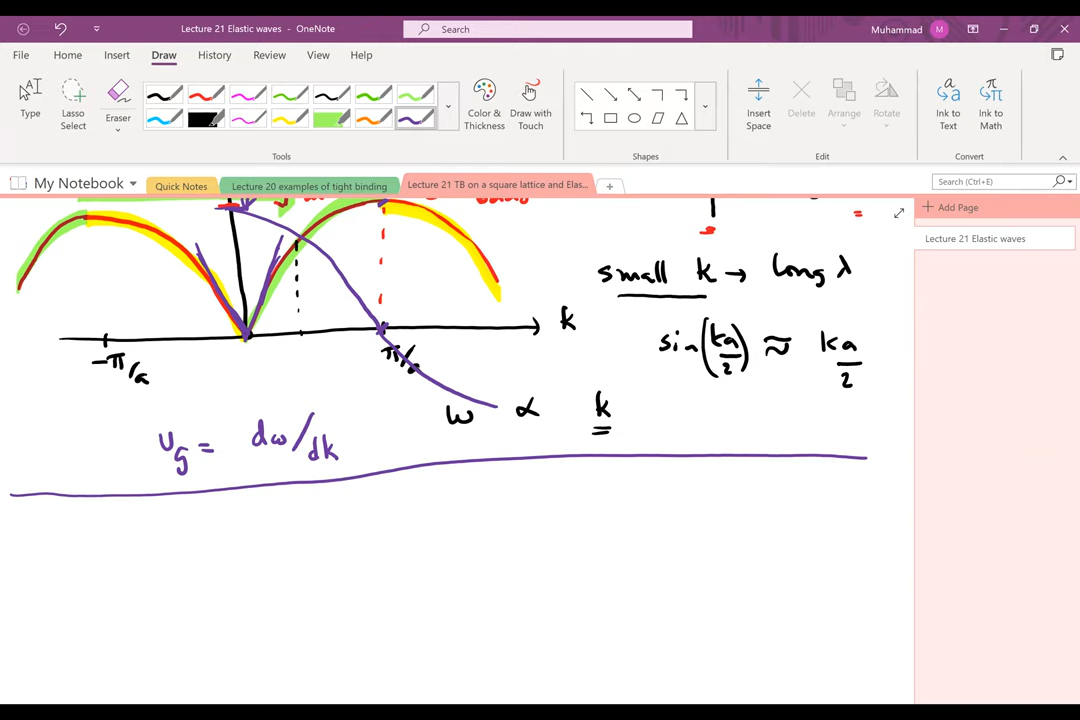 Lecture 21 Elastic waves - OneNote
Search
Muhammad
M
File Home Insert Draw History Review View Help
Type
Lasso Select
Eraser
Color & Thickness
Draw with Touch
Insert Space
Delete
Arrange
Rotate
Ink to Text
Ink to Math
Tools
Shapes
Edit
Convert
My Notebook
Quick Notes
Lecture 20 examples of tight binding
Lecture 21 TB on a square lattice and Elas...
Search (Ctrl+E)
Add Page
Lecture 21 Elastic waves
small k → long λ
k
sin(ka/2) ≈ ka/2
-π/a
π/a
ω ∝ k
v_g = dω/dk